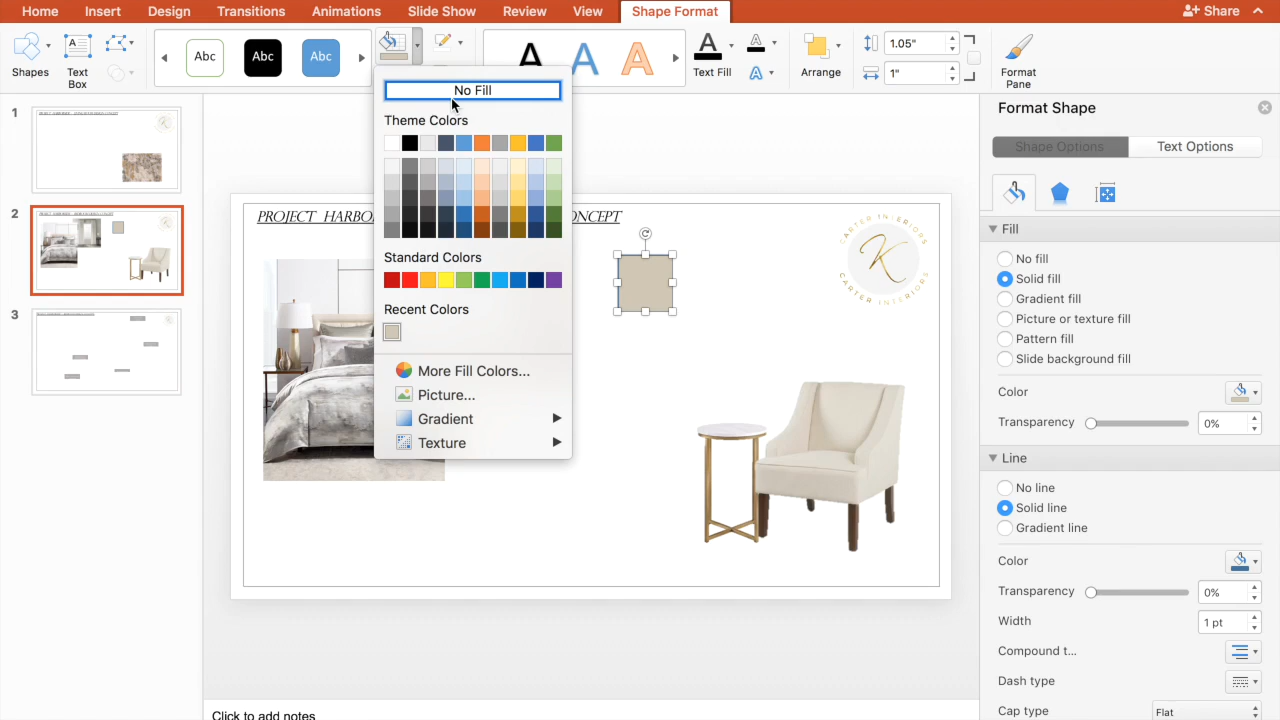 Home Insert Design Transitions Animations Slide Show Review View Shape Format Share
Abc Abc Abc
A A A
Shapes
Text
Box
Text Fill
Arrange
1.05"
1"
Format
Pane
No Fill
Theme Colors
Standard Colors
Recent Colors
More Fill Colors...
Picture...
Gradient
Texture
1
2
3
PROJECT HARBO
ONCEPT
CARTER INTERIORS
K
CARTER INTERIORS
Click to add notes
Format Shape
Shape Options Text Options
Fill
No fill
Solid fill
Gradient fill
Picture or texture fill
Pattern fill
Slide background fill
Color
Transparency 0%
Line
No line
Solid line
Gradient line
Color
Transparency 0%
Width 1 pt
Compound t...
Dash type
Cap type Flat